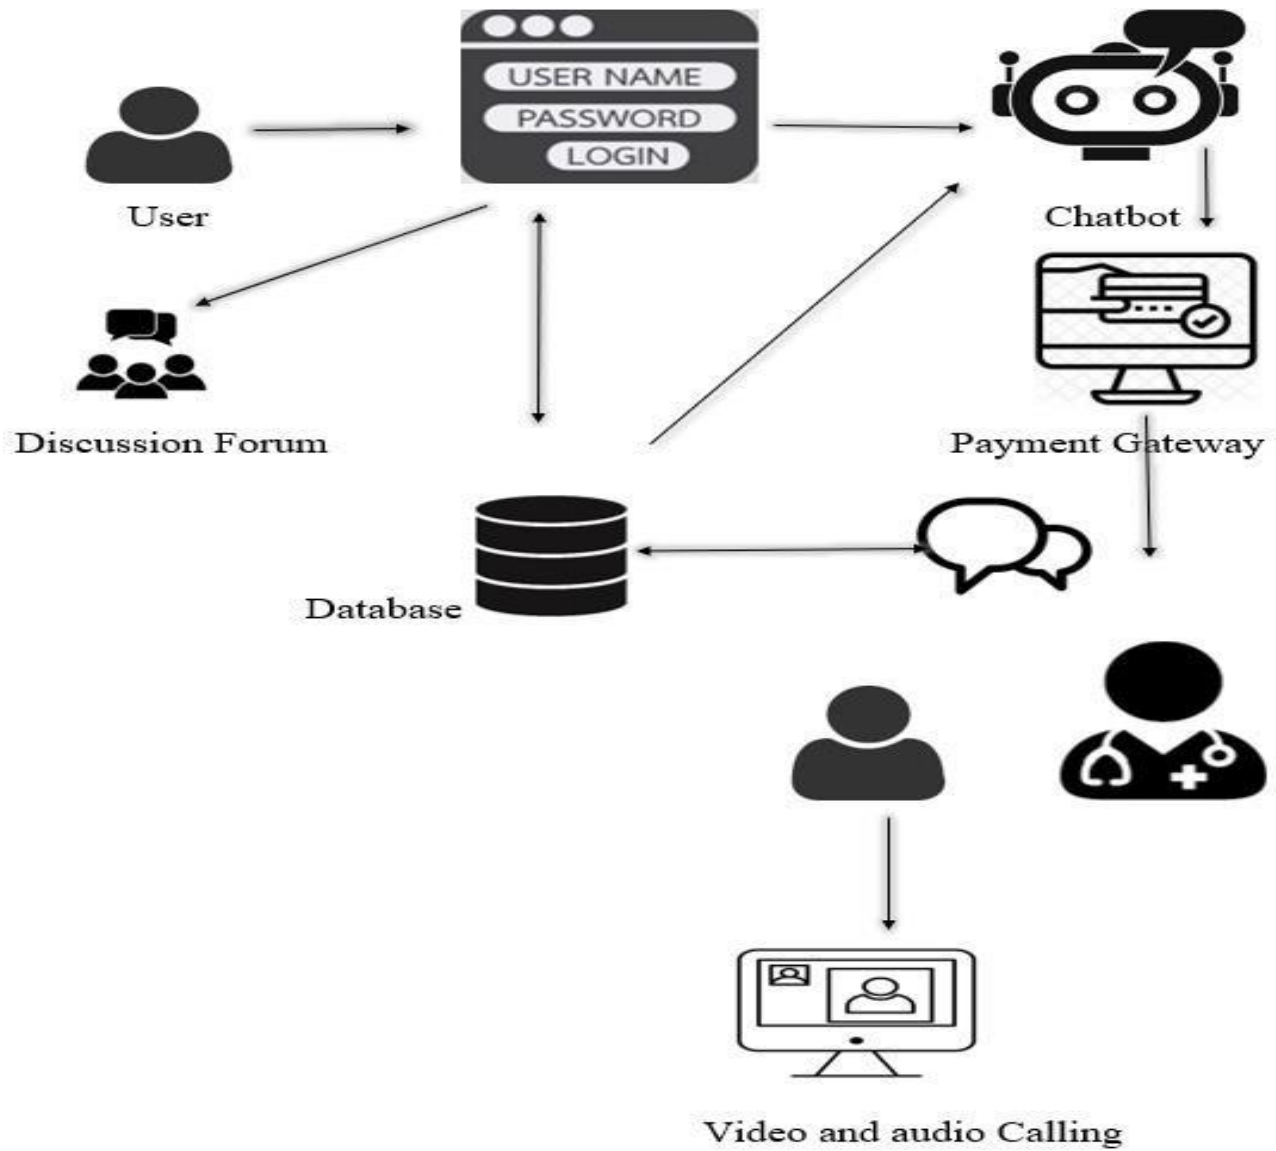 USER NAME
PASSWORD
LOGIN
User
Chatbot
Discussion Forum
Payment Gateway
Database
Video and audio Calling